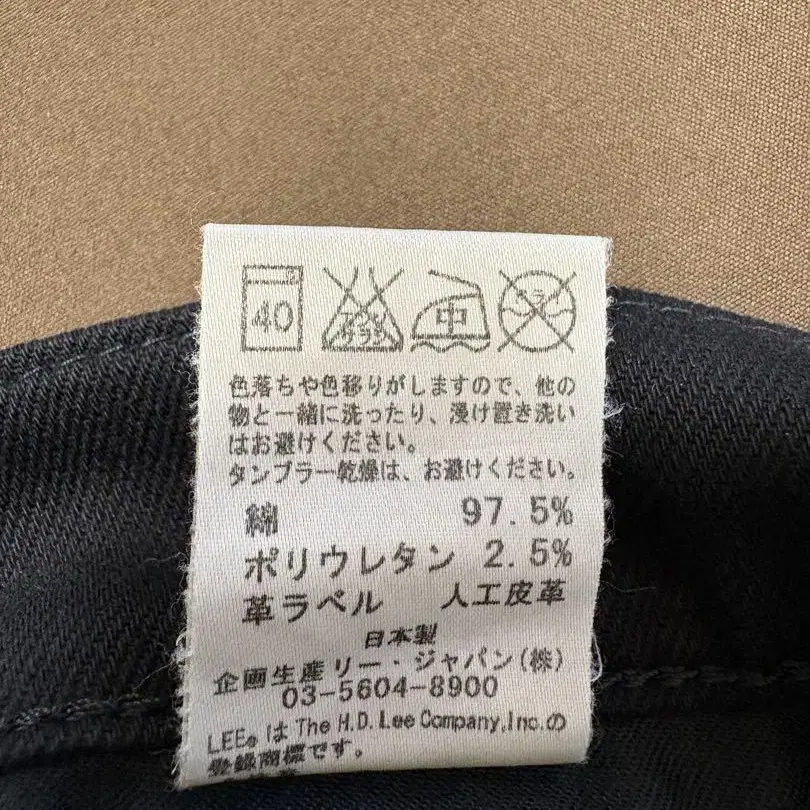 40 エンソ サラシ 中 ドライ
色落ちや色移りがしますので、他の
物と一緒に洗ったり、浸け置き洗い
はお避けください。
タンブラー乾燥は、お避けください。
綿 97.5%
ポリウレタン 2.5%
革ラベル 人工皮革
日本製
企画生産リー・ジャパン(株)
03-5604-8900
LEE®は The H.D. Lee Company, Inc.の
登録商標です。